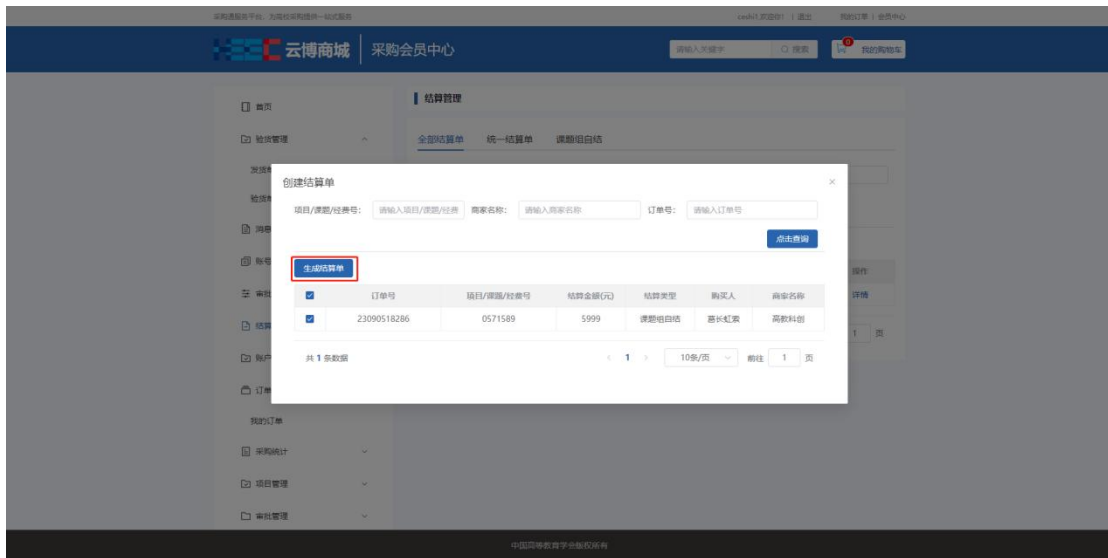 采购通服务平台，为高校采购提供一站式服务
ceshi1 欢迎你！ | 退出 我的订单 | 会员中心
云博商城 采购会员中心
请输入关键字 搜索 0 我的购物车
首页
结算管理
验货管理
全部结算单 统一结算单 课题组自结
创建结算单
项目/课题/经费号： 请输入项目/课题/经费 商家名称： 请输入商家名称 订单号： 请输入订单号
点击查询
生成结算单
操作
订单号 项目/课题/经费号 结算金额(元) 结算类型 购买人 商家名称
详情
23090518286 0571589 5999 课题组自结 高教科创
1 页
共 1 条数据 1 10条/页 前往 1 页
我的订单
采购统计
项目管理
审批管理
中国高等教育学会版权所有